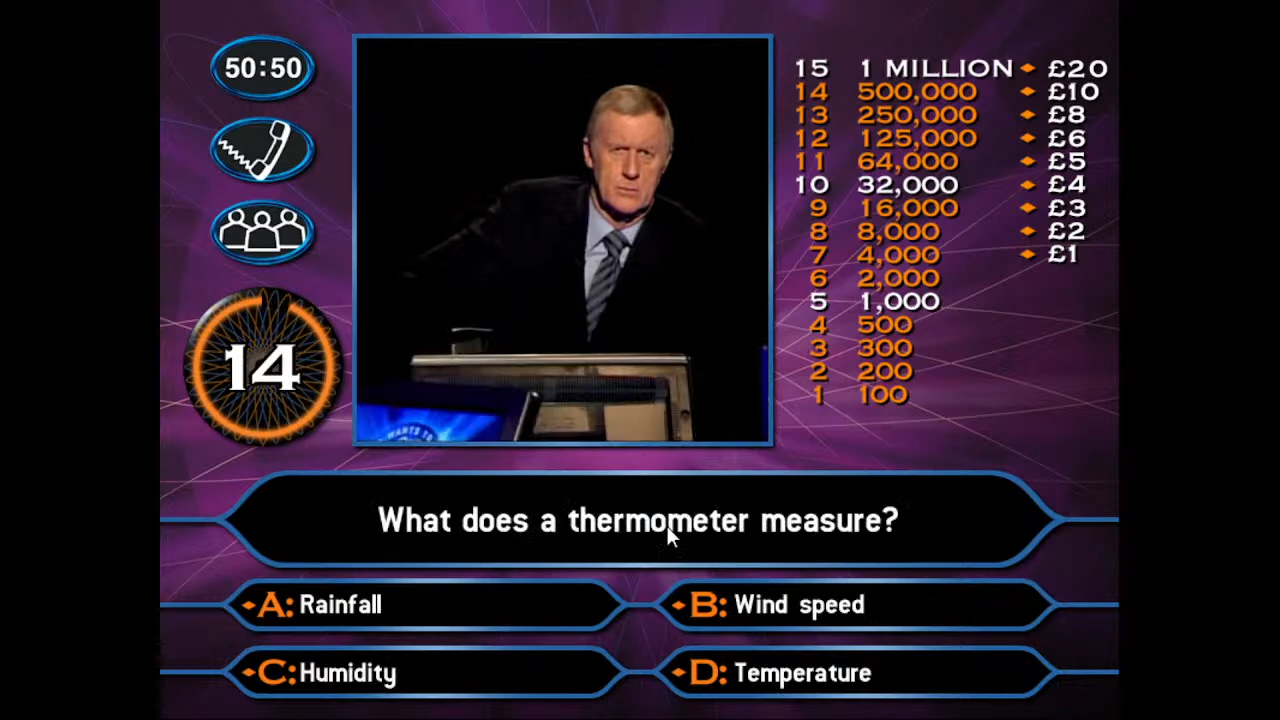 50:50
14
15 1 MILLION £20
14 500,000 £10
13 250,000 £8
12 125,000 £6
11 64,000 £5
10 32,000 £4
9 16,000 £3
8 8,000 £2
7 4,000 £1
6 2,000
5 1,000
4 500
3 300
2 200
1 100
WANTS TO
What does a thermometer measure?
A: Rainfall
B: Wind speed
C: Humidity
D: Temperature